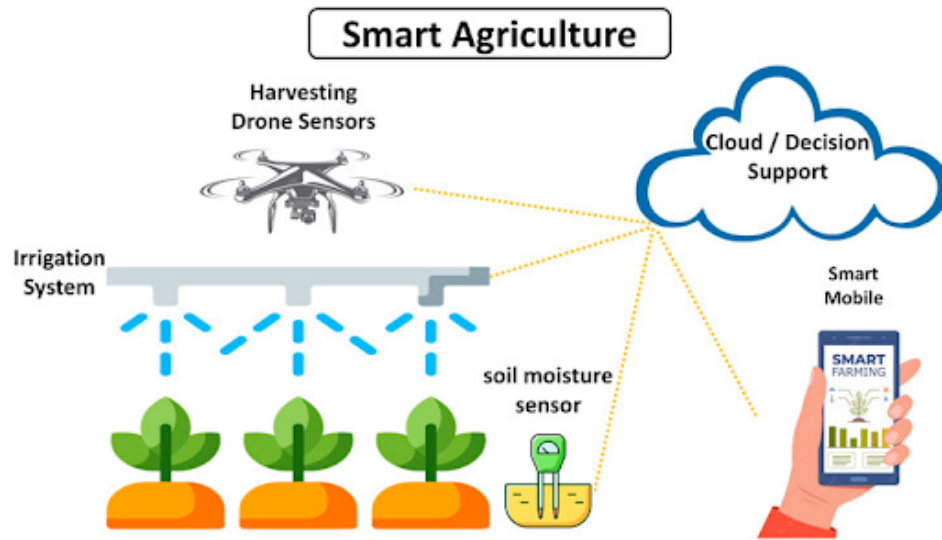 Smart Agriculture
Harvesting
Drone Sensors
Cloud / Decision
Support
Irrigation
System
Smart
Mobile
SMART
FARMING
soil moisture
sensor